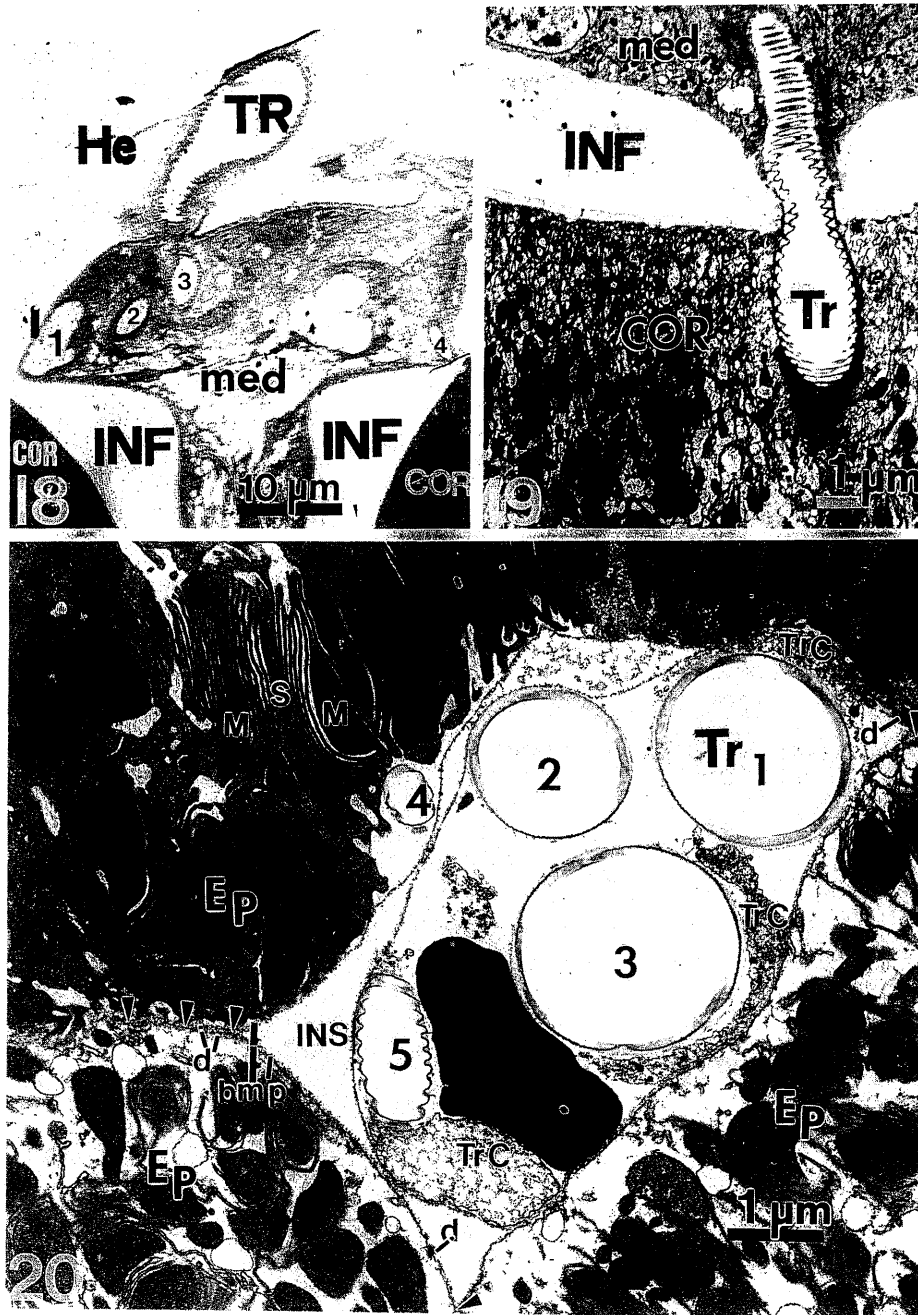 He
TR
3
2
1
4
med
COR
INF
INF
COR
18
10 µm
med
INF
COR
Tr
19
1 µm
TrC
S
M
M
d
2
Tr 1
4
Ep
TrC
3
INS
5
d
bmp
Ep
Ep
TrC
1 µm
d
20